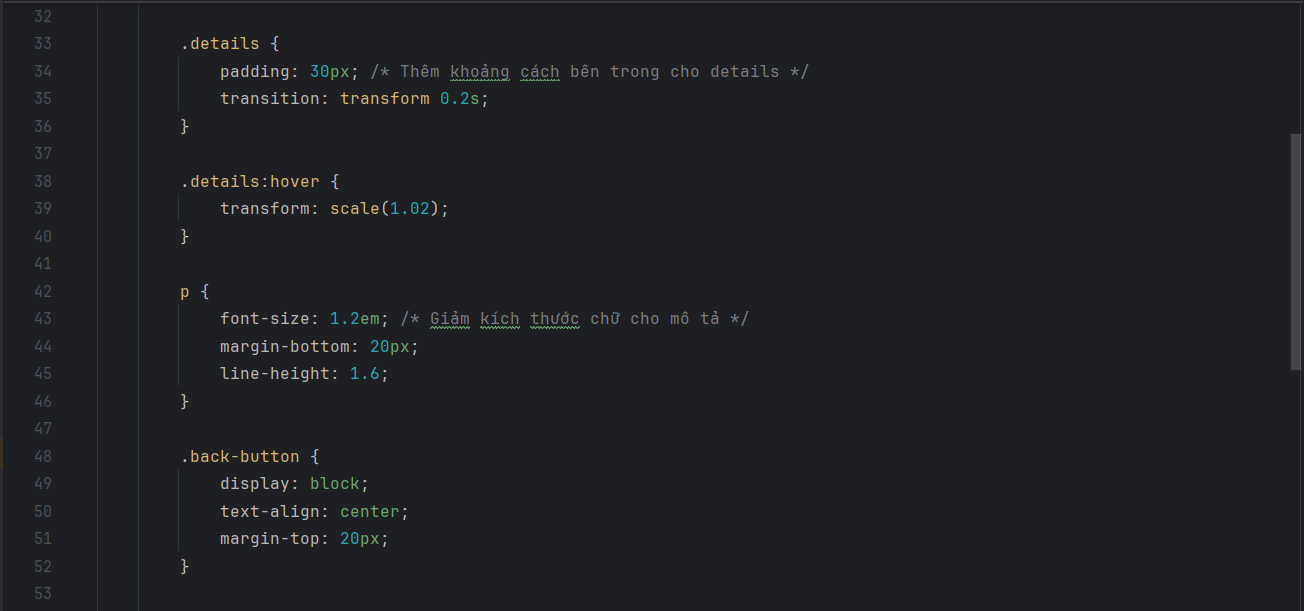 32
33 .details {
34 padding: 30px; /* Thêm khoảng cách bên trong cho details */
35 transition: transform 0.2s;
36 }
37
38 .details:hover {
39 transform: scale(1.02);
40 }
41
42 p {
43 font-size: 1.2em; /* Giảm kích thước chữ cho mô tả */
44 margin-bottom: 20px;
45 line-height: 1.6;
46 }
47
48 .back-button {
49 display: block;
50 text-align: center;
51 margin-top: 20px;
52 }
53